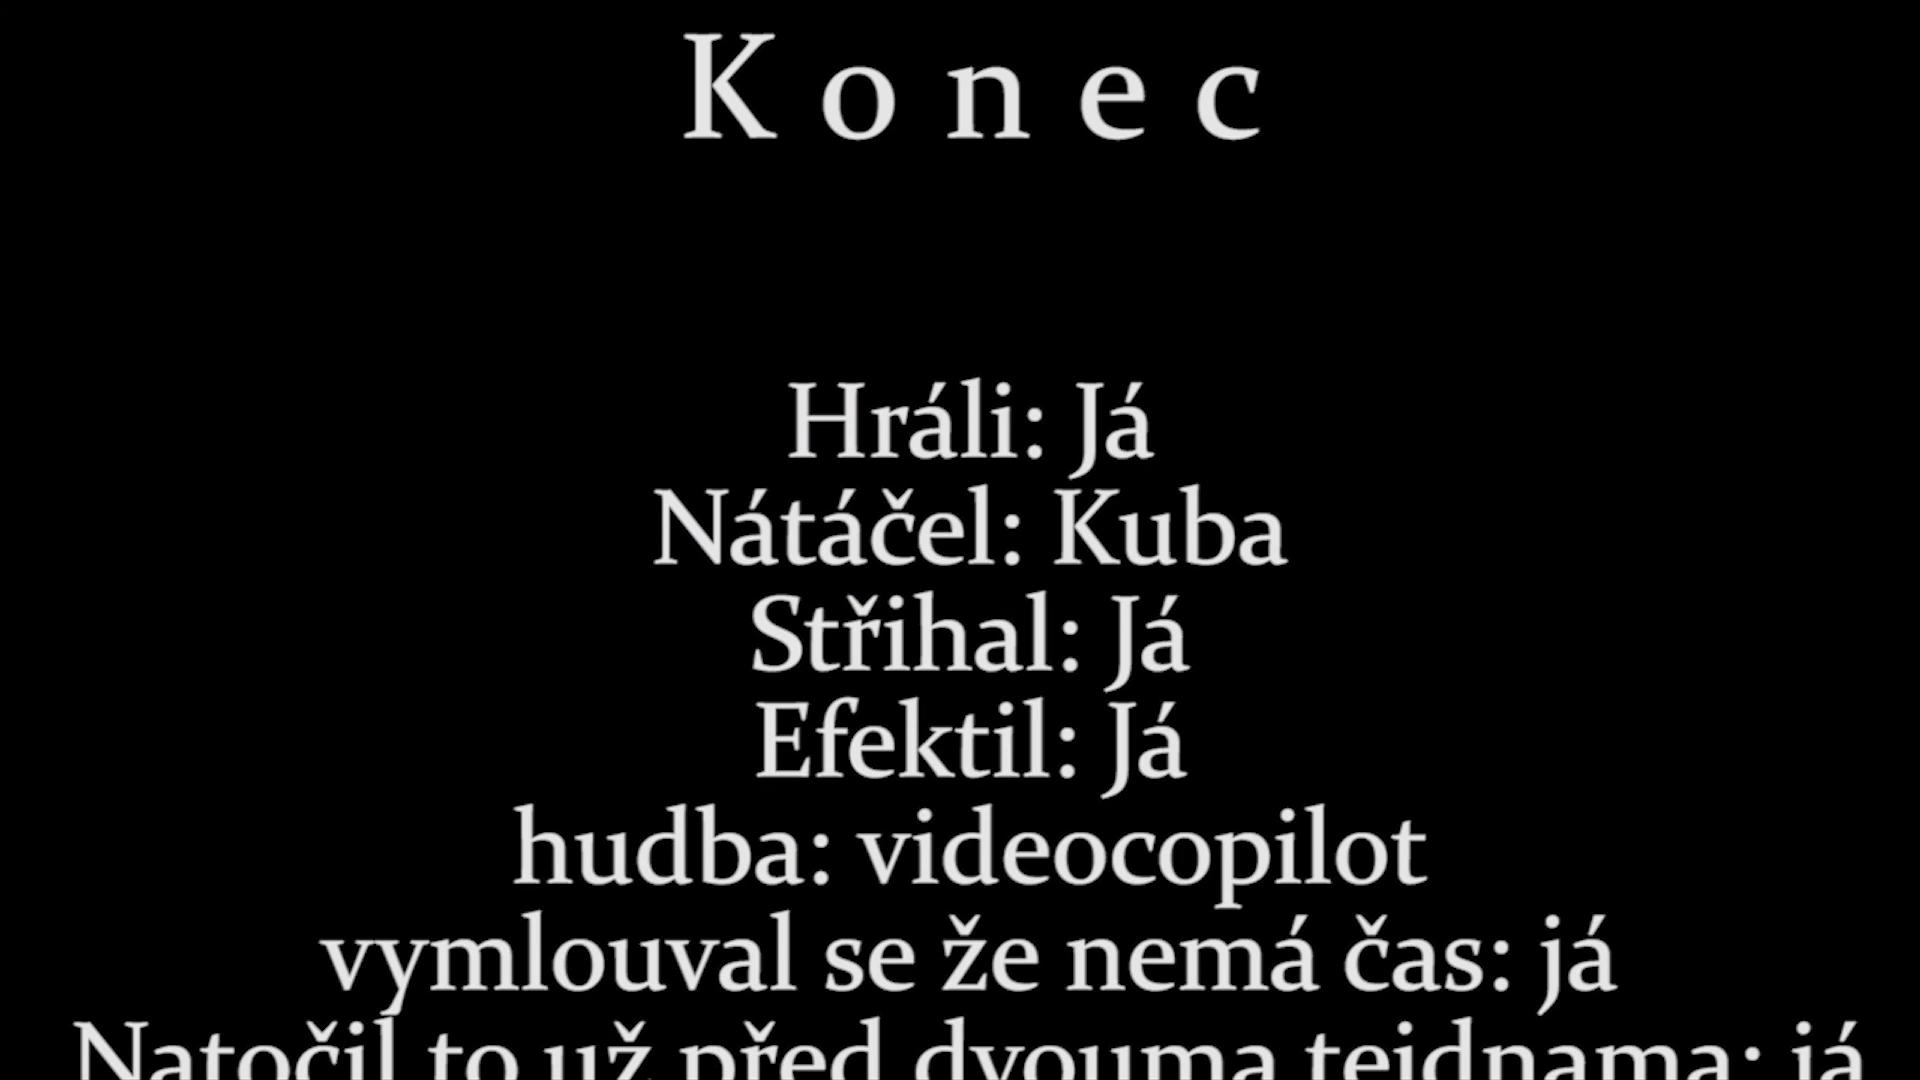 K o n e c
Hráli: Já
Nátáčel: Kuba
Střihal: Já
Efektil: Já
hudba: videocopilot
vymlouval se že nemá čas: já
Natočil to už před dvouma tejdnama: já